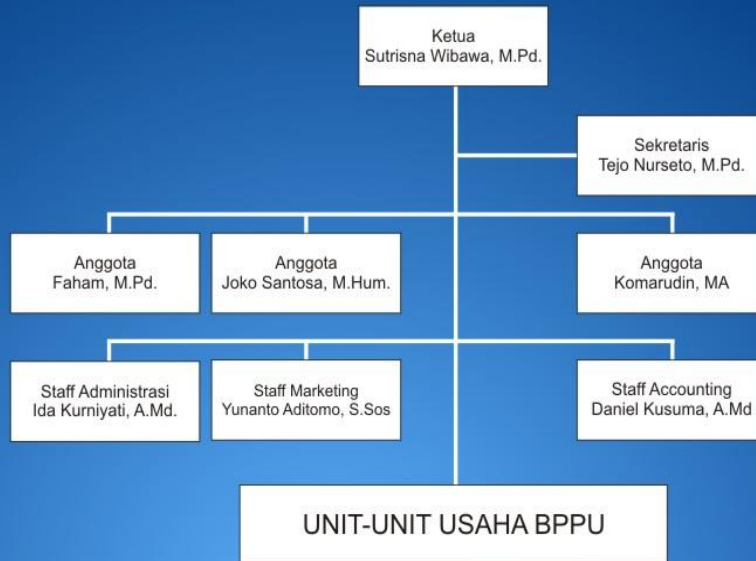 Ketua
Sutrisna Wibawa, M.Pd.
Sekretaris
Tejo Nurseto, M.Pd.
Anggota
Faham, M.Pd.
Anggota
Joko Santosa, M.Hum.
Anggota
Komarudin, MA
Staff Administrasi
Ida Kurniyati, A.Md.
Staff Marketing
Yunanto Aditomo, S.Sos
Staff Accounting
Daniel Kusuma, A.Md
UNIT-UNIT USAHA BPPU